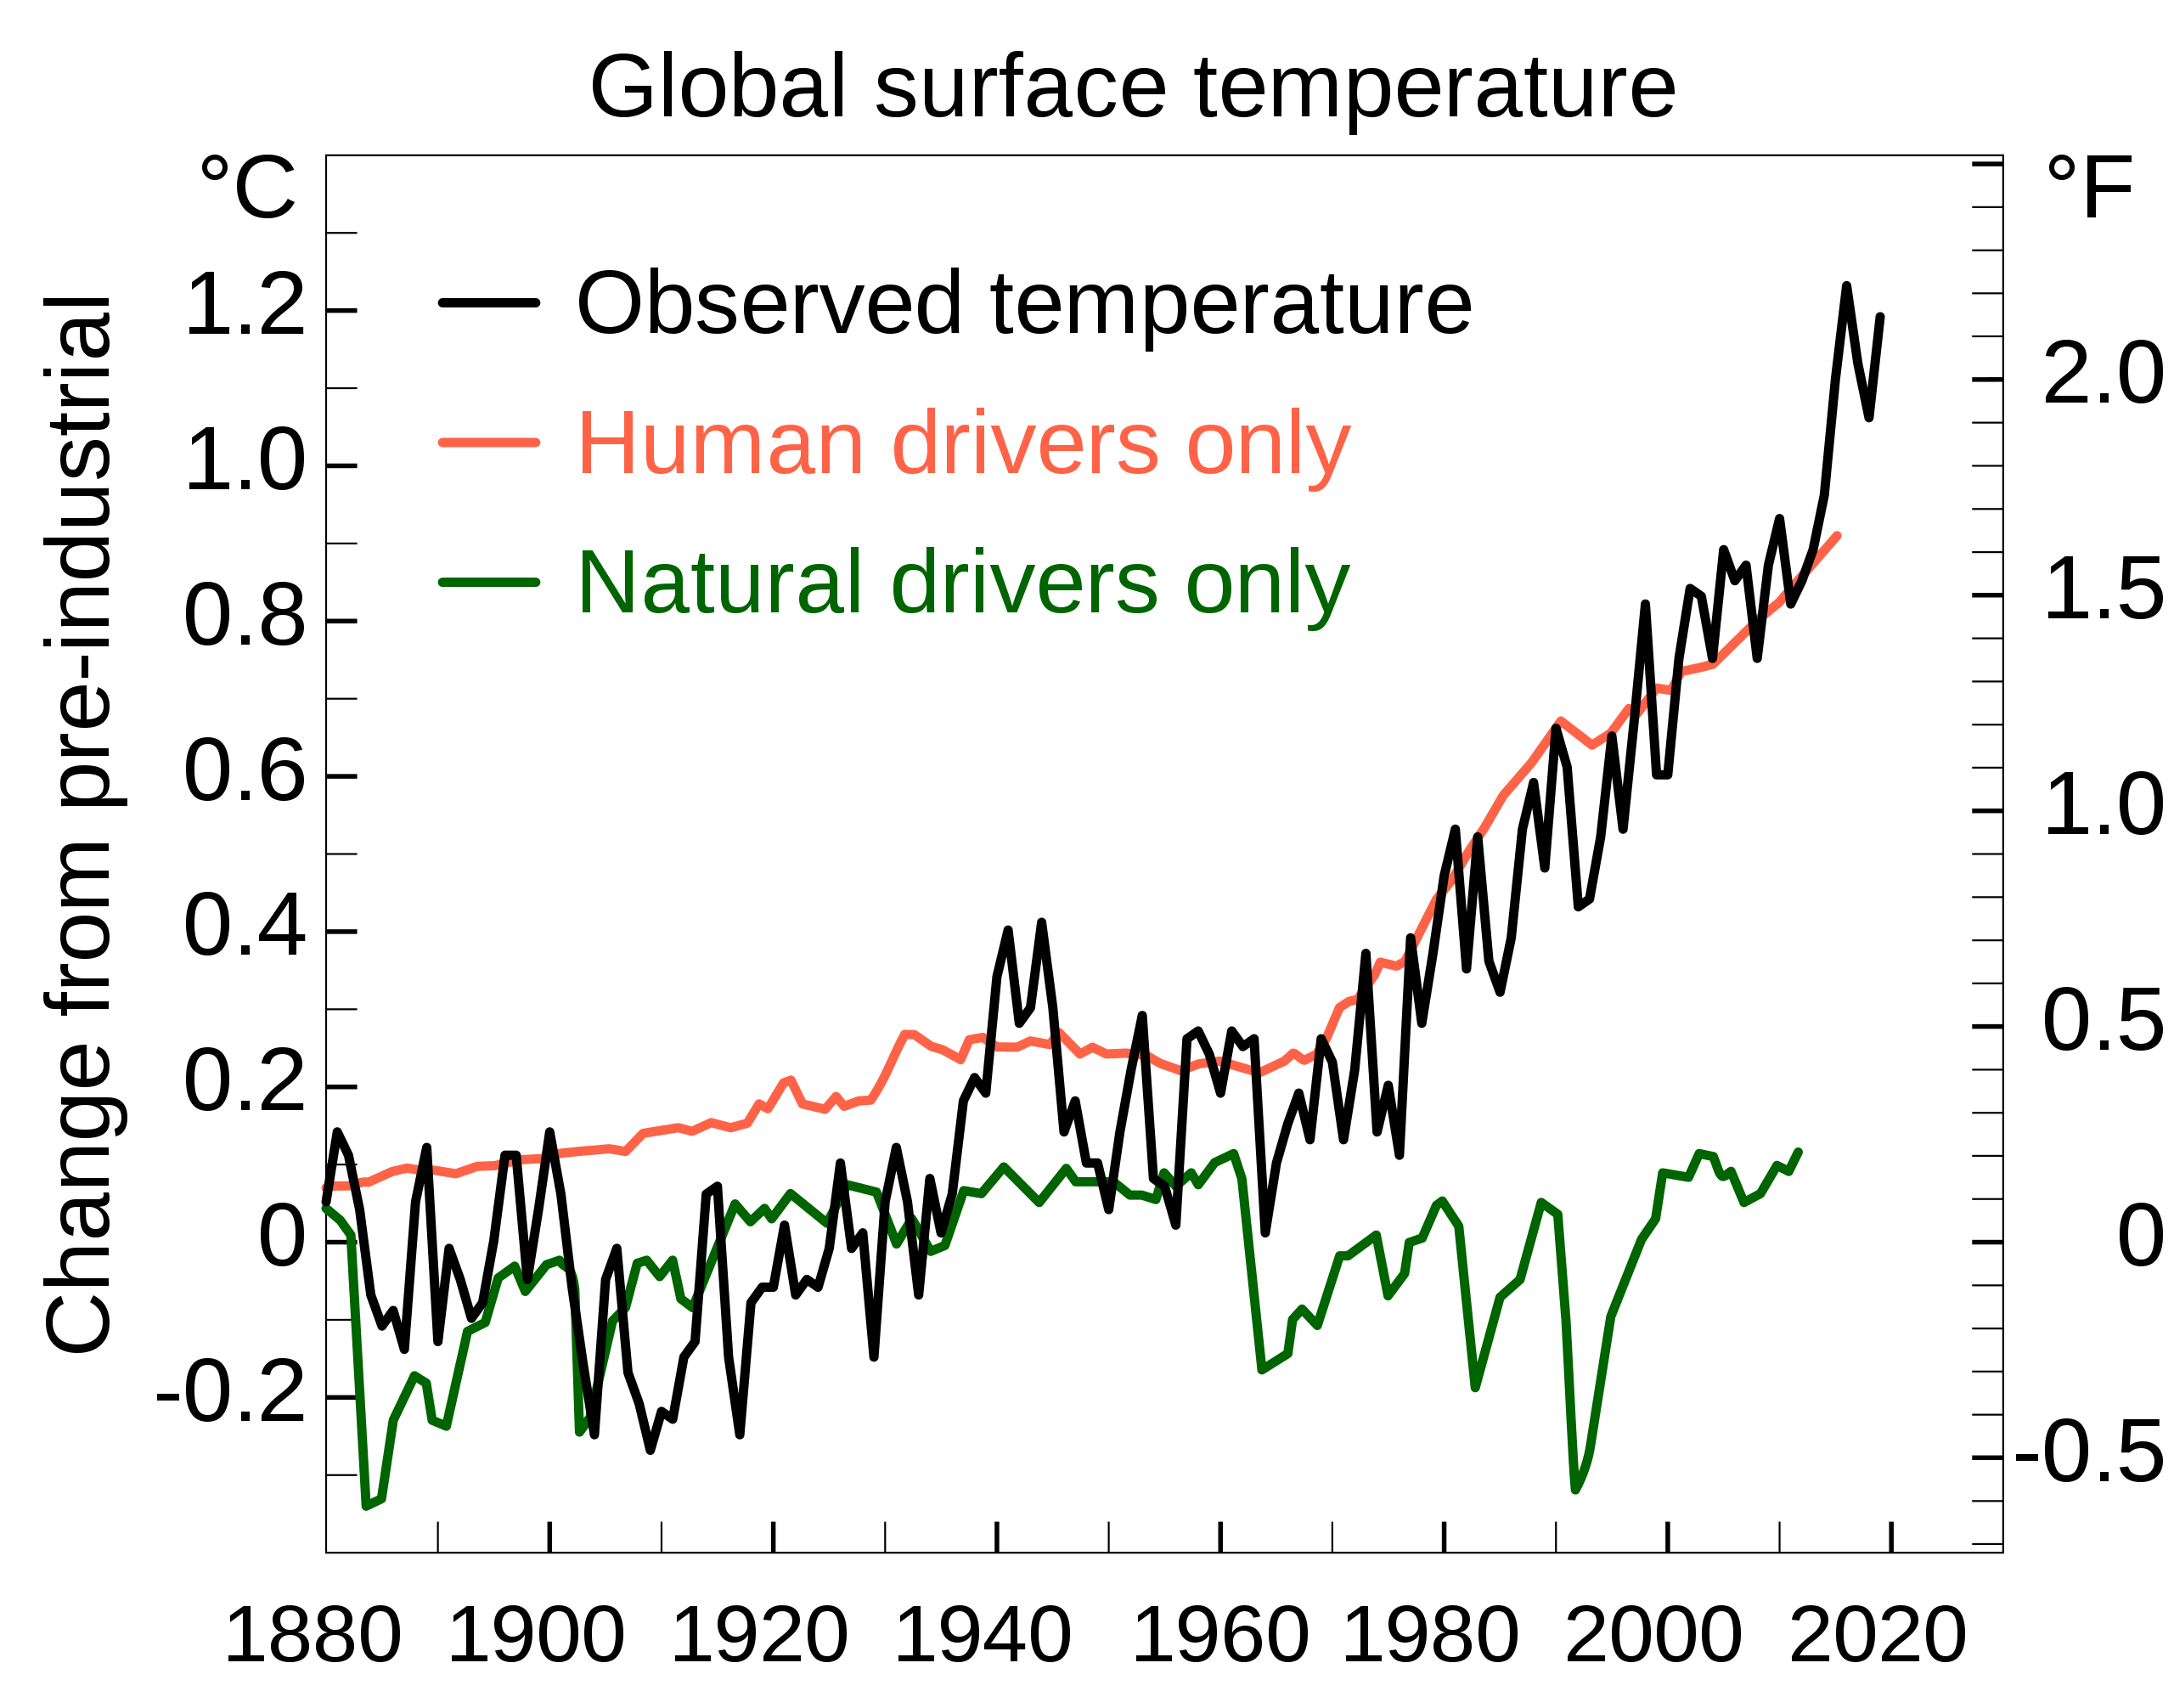 Global surface temperature
°C
°F
Change from pre-industrial
1.2
1.0
0.8
0.6
0.4
0.2
0
-0.2
Observed temperature
Human drivers only
Natural drivers only
2.0
1.5
1.0
0.5
0
-0.5
1880 1900 1920 1940 1960 1980 2000 2020